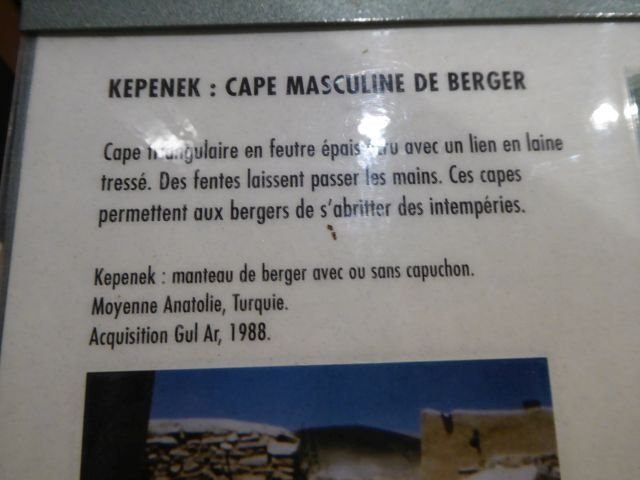 KEPENEK : CAPE MASCULINE DE BERGER
Cape triangulaire en feutre épais écru avec un lien en laine
tressé. Des fentes laissent passer les mains. Ces capes
permettent aux bergers de s'abritter des intempéries.
Kepenek : manteau de berger avec ou sans capuchon.
Moyenne Anatolie, Turquie.
Acquisition Gul Ar, 1988.